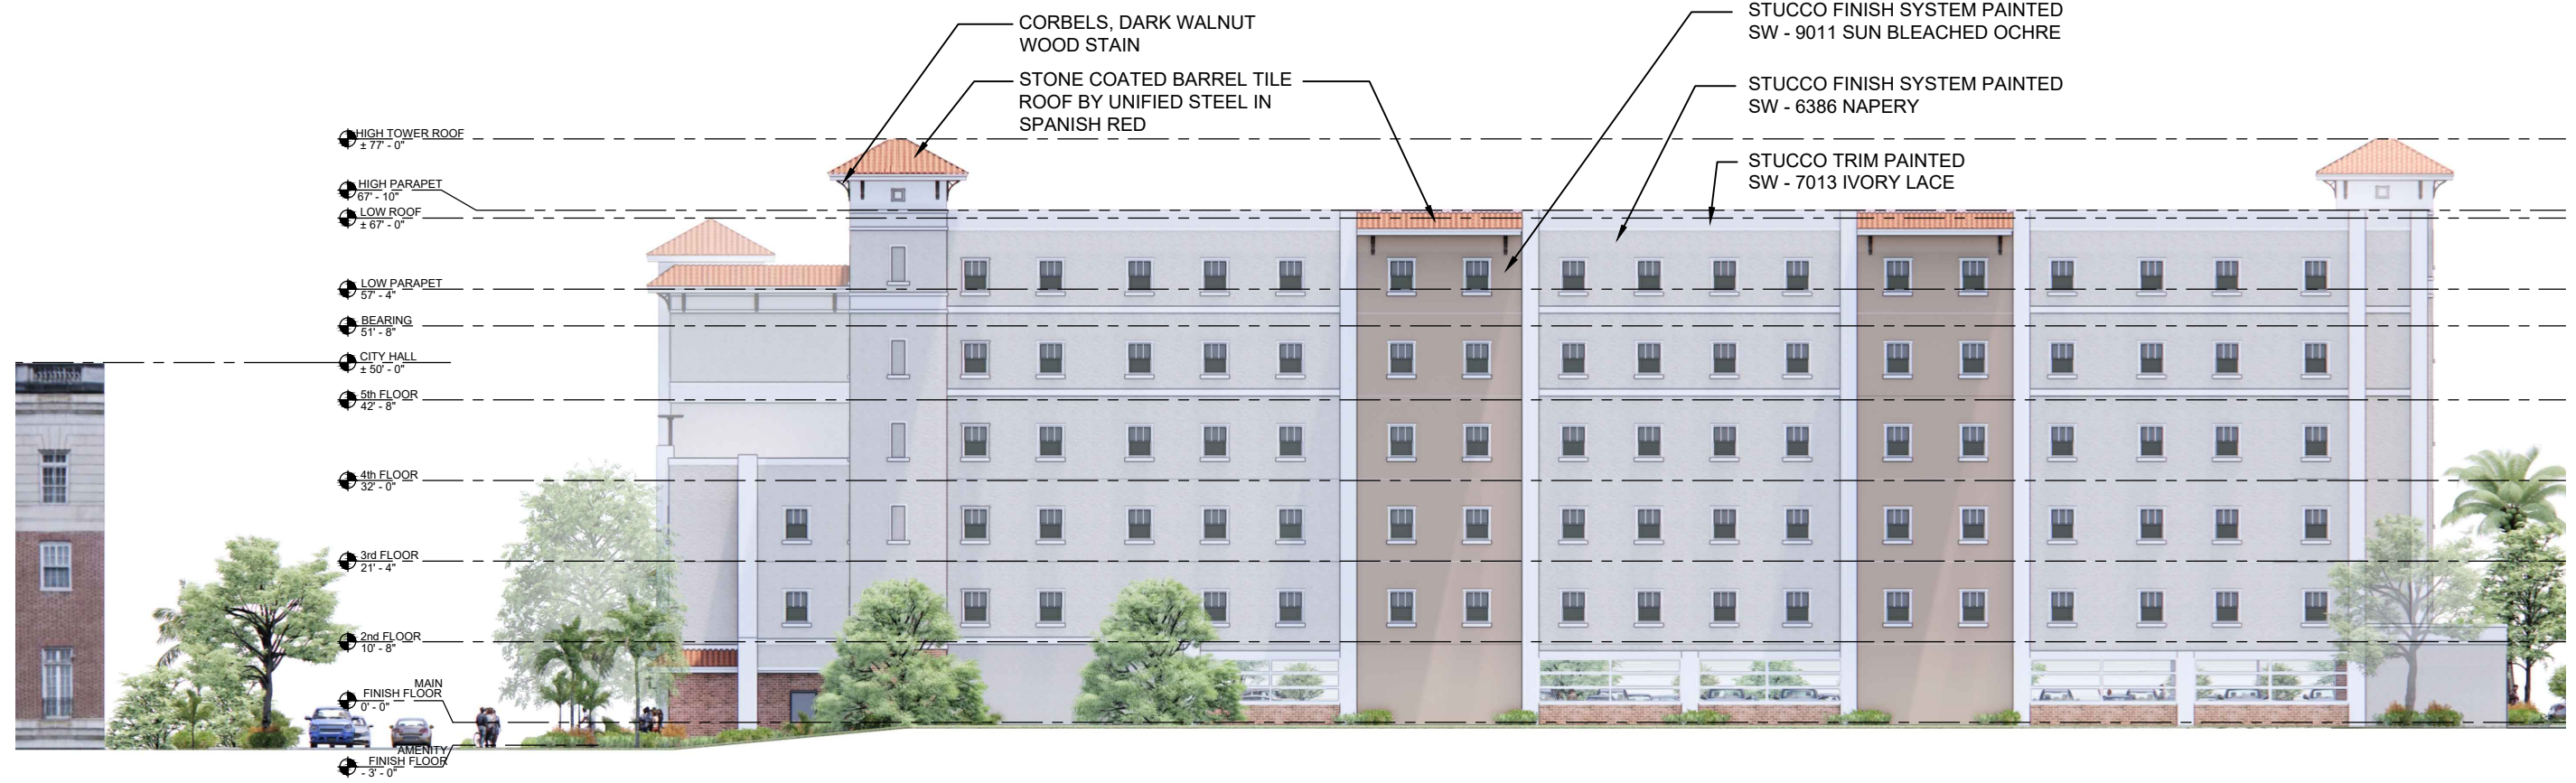 CORBELS, DARK WALNUT
WOOD STAIN
STONE COATED BARREL TILE
ROOF BY UNIFIED STEEL IN
SPANISH RED
STUCCO FINISH SYSTEM PAINTED
SW - 9011 SUN BLEACHED OCHRE
STUCCO FINISH SYSTEM PAINTED
SW - 6386 NAPERY
STUCCO TRIM PAINTED
SW - 7013 IVORY LACE
HIGH TOWER ROOF
± 77' - 0"
HIGH PARAPET
67' - 10"
LOW ROOF
± 67' - 0"
LOW PARAPET
57' - 4"
BEARING
51' - 8"
CITY HALL
± 50' - 0"
5th FLOOR
42' - 8"
4th FLOOR
32' - 0"
3rd FLOOR
21' - 4"
2nd FLOOR
10' - 8"
MAIN
FINISH FLOOR
0' - 0"
AMENITY
FINISH FLOOR
- 3' - 0"